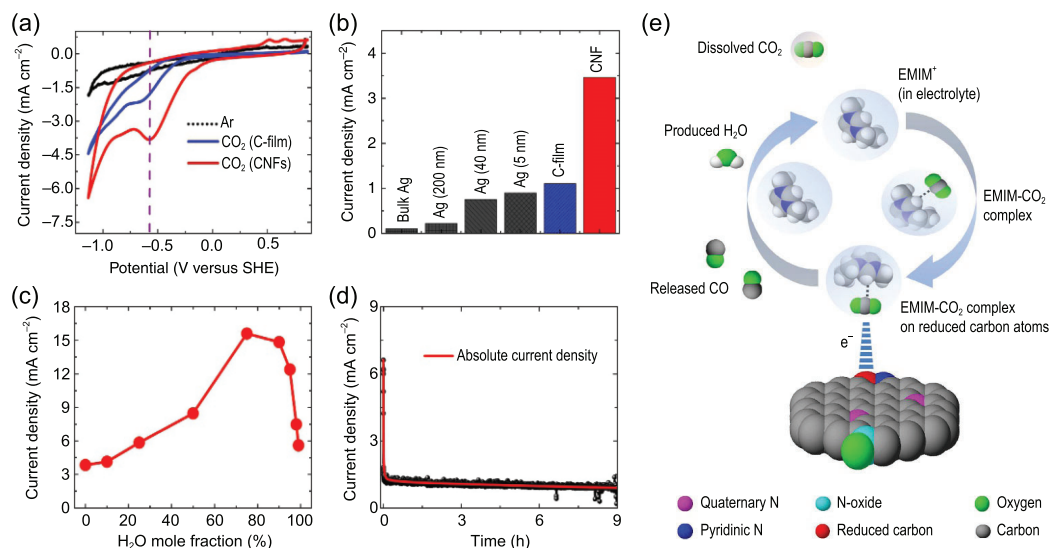 (a)
0.0
−1.5
−3.0
−4.5
−6.0
−7.5
Current density (mA cm−2)
Ar
CO2 (C-film)
CO2 (CNFs)
−1.0
−0.5
0.0
0.5
Potential (V versus SHE)
(b)
4
3
2
1
0
Current density (mA cm−2)
Bulk Ag
Ag (200 nm)
Ag (40 nm)
Ag (5 nm)
C-film
CNF
(c)
18
15
12
9
6
3
0
Current density (mA cm−2)
0
20
40
60
80
100
H2O mole fraction (%)
(d)
9
6
3
0
Current density (mA cm−2)
Absolute current density
0
3
6
9
Time (h)
(e)
Dissolved CO2
EMIM+
(in electrolyte)
Produced H2O
EMIM-CO2
complex
Released CO
EMIM-CO2 complex
on reduced carbon atoms
e−
Quaternary N
N-oxide
Oxygen
Pyridinic N
Reduced carbon
Carbon